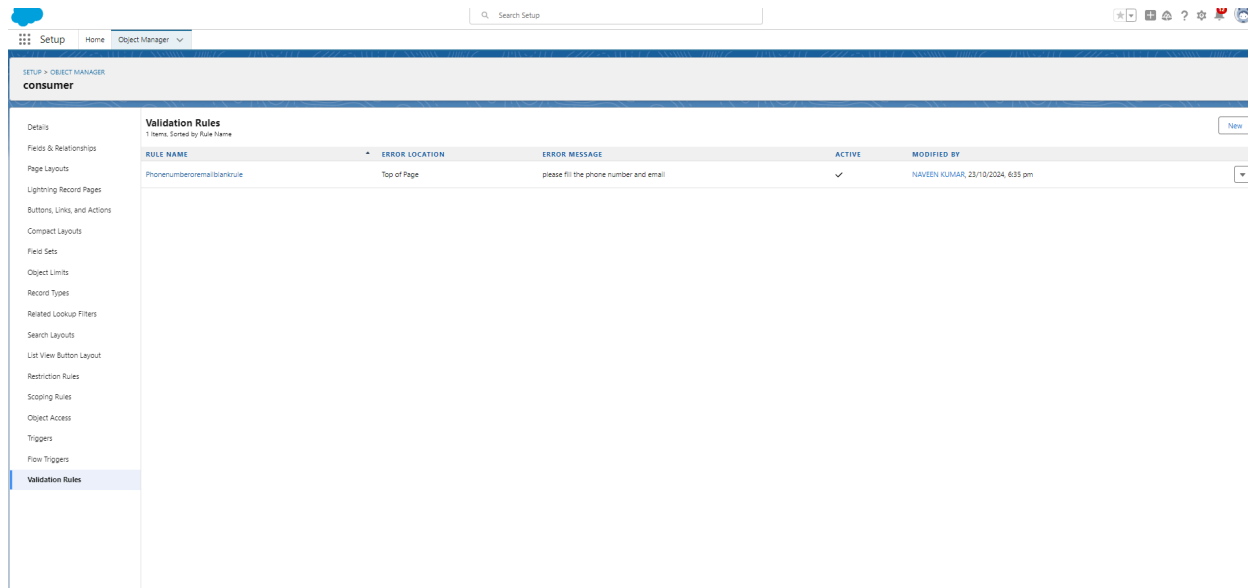 Search Setup
13
Setup Home Object Manager
SETUP > OBJECT MANAGER
consumer
Details
Fields & Relationships
Page Layouts
Lightning Record Pages
Buttons, Links, and Actions
Compact Layouts
Field Sets
Object Limits
Record Types
Related Lookup Filters
Search Layouts
List View Button Layout
Restriction Rules
Scoping Rules
Object Access
Triggers
Flow Triggers
Validation Rules
Validation Rules
1 Items, Sorted by Rule Name
New
RULE NAME ERROR LOCATION ERROR MESSAGE ACTIVE MODIFIED BY
Phonenumberoremailblankrule Top of Page please fill the phone number and email NAVEEN KUMAR, 23/10/2024, 6:35 pm